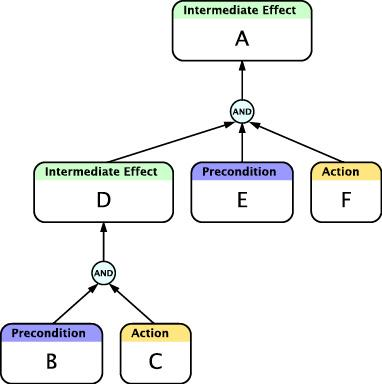 Intermediate Effect
A
AND
Intermediate Effect
D
Precondition
E
Action
F
AND
Precondition
B
Action
C